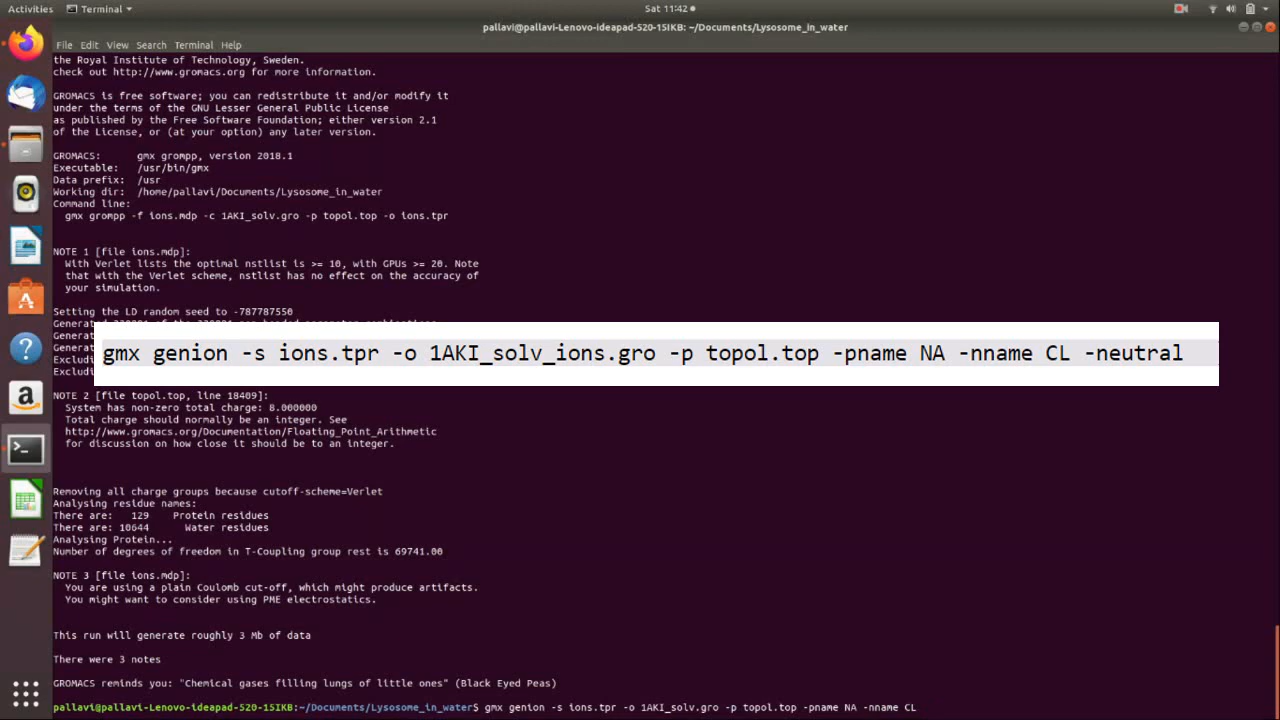 Activities
Terminal
Sat 11:42
pallavi@pallavi-Lenovo-ideapad-520-15IKB: ~/Documents/Lysosome_in_water
File Edit View Search Terminal Help
the Royal Institute of Technology, Sweden.
check out http://www.gromacs.org for more information.
GROMACS is free software; you can redistribute it and/or modify it
under the terms of the GNU Lesser General Public License
as published by the Free Software Foundation; either version 2.1
of the License, or (at your option) any later version.
GROMACS: gmx grompp, version 2018.1
Executable: /usr/bin/gmx
Data prefix: /usr
Working dir: /home/pallavi/Documents/Lysosome_in_water
Command line:
gmx grompp -f ions.mdp -c 1AKI_solv.gro -p topol.top -o ions.tpr
NOTE 1 [file ions.mdp]:
With Verlet lists the optimal nstlist is >= 10, with GPUs >= 20. Note
that with the Verlet scheme, nstlist has no effect on the accuracy of
your simulation.
Setting the LD random seed to -787787550
Genera
Genera
gmx genion -s ions.tpr -o 1AKI_solv_ions.gro -p topol.top -pname NA -nname CL -neutral
Exclud
Exclud
NOTE 2 [file topol.top, line 18409]:
System has non-zero total charge: 8.000000
Total charge should normally be an integer. See
http://www.gromacs.org/Documentation/Floating_Point_Arithmetic
for discussion on how close it should be to an integer.
Removing all charge groups because cutoff-scheme=Verlet
Analysing residue names:
There are: 129 Protein residues
There are: 10644 Water residues
Analysing Protein...
Number of degrees of freedom in T-Coupling group rest is 69741.00
NOTE 3 [file ions.mdp]:
You are using a plain Coulomb cut-off, which might produce artifacts.
You might want to consider using PME electrostatics.
This run will generate roughly 3 Mb of data
There were 3 notes
GROMACS reminds you: "Chemical gases filling lungs of little ones" (Black Eyed Peas)
pallavi@pallavi-Lenovo-ideapad-520-15IKB:~/Documents/Lysosome_in_water$ gmx genion -s ions.tpr -o 1AKI_solv.gro -p topol.top -pname NA -nname CL